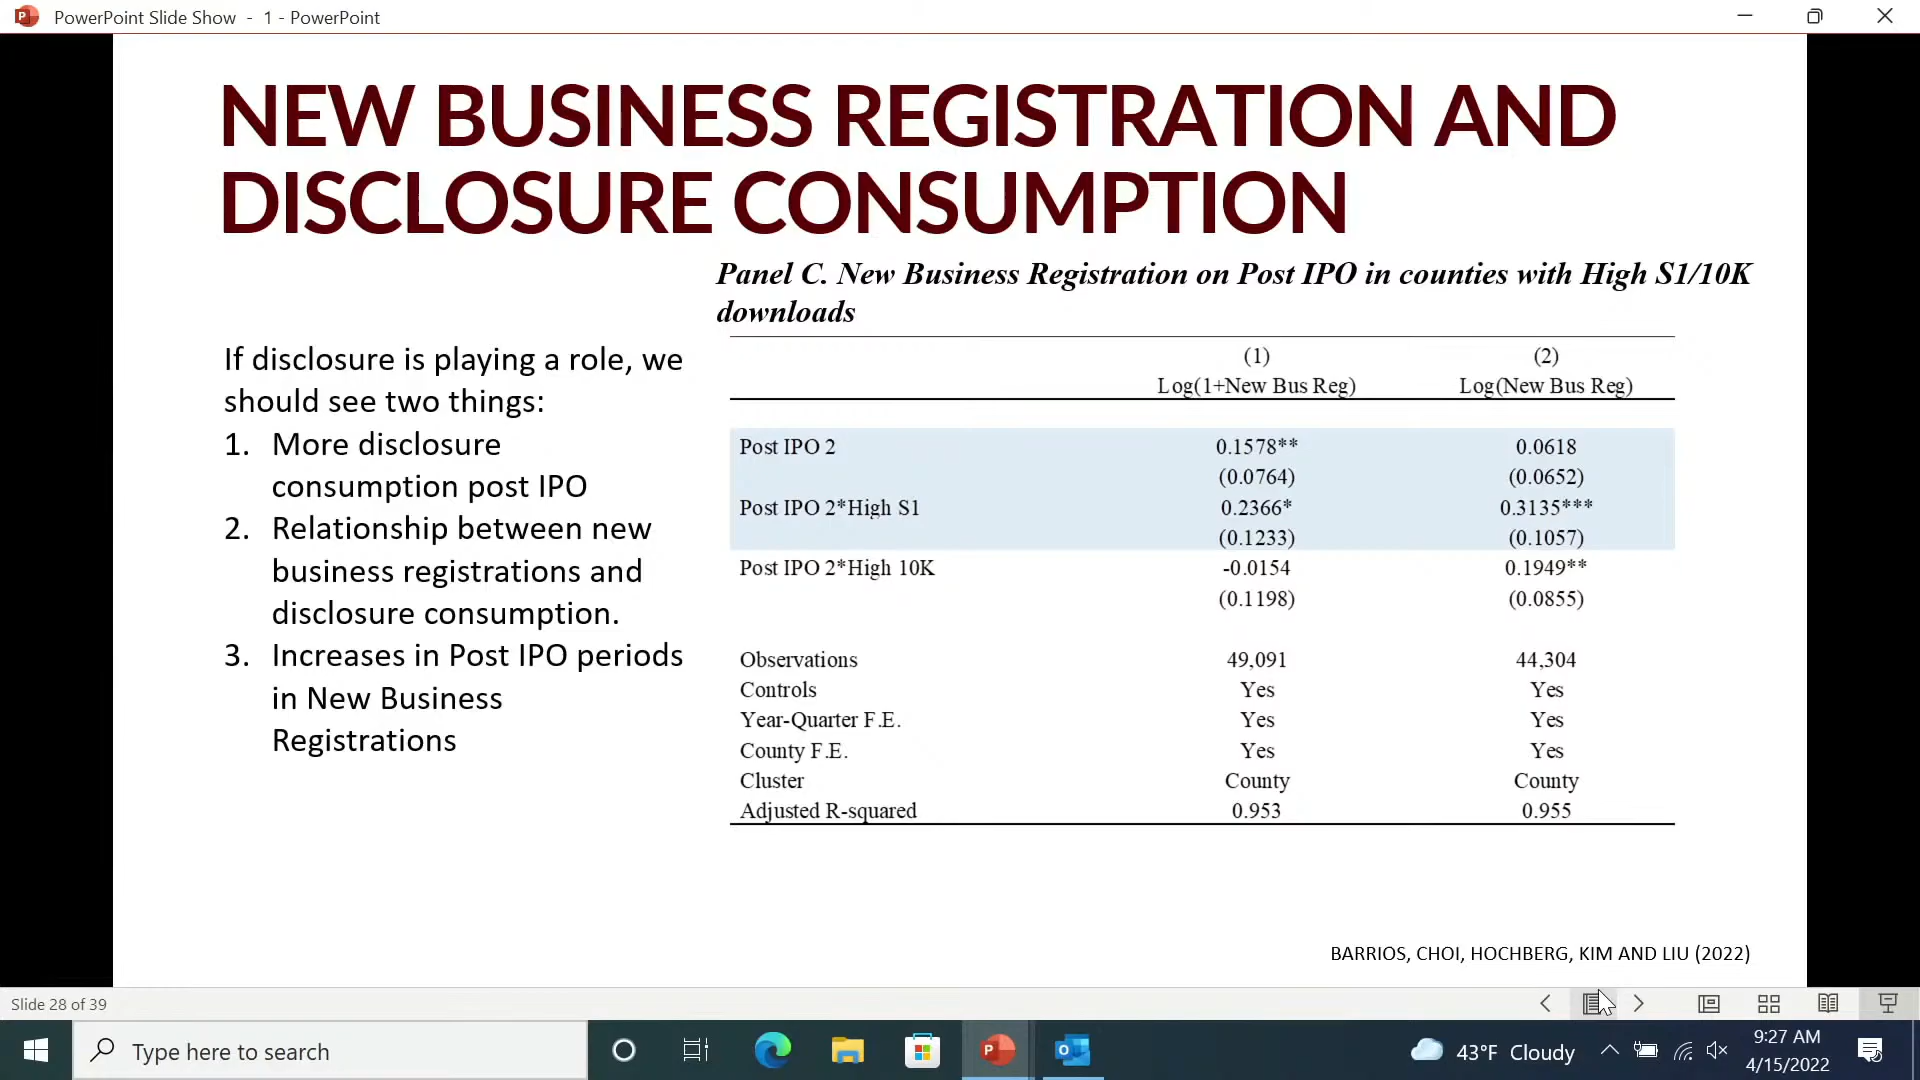 PowerPoint Slide Show - 1 - PowerPoint
NEW BUSINESS REGISTRATION AND
DISCLOSURE CONSUMPTION
Panel C. New Business Registration on Post IPO in counties with High S1/10K
downloads
If disclosure is playing a role, we
should see two things:
1. More disclosure
consumption post IPO
2. Relationship between new
business registrations and
disclosure consumption.
3. Increases in Post IPO periods
in New Business
Registrations
(1) (2)
Log(1+New Bus Reg) Log(New Bus Reg)
Post IPO 2 0.1578** 0.0618
(0.0764) (0.0652)
Post IPO 2*High S1 0.2366* 0.3135***
(0.1233) (0.1057)
Post IPO 2*High 10K -0.0154 0.1949**
(0.1198) (0.0855)
Observations 49,091 44,304
Controls Yes Yes
Year-Quarter F.E. Yes Yes
County F.E. Yes Yes
Cluster County County
Adjusted R-squared 0.953 0.955
BARRIOS, CHOI, HOCHBERG, KIM AND LIU (2022)
Slide 28 of 39
Type here to search
43°F Cloudy
9:27 AM
4/15/2022